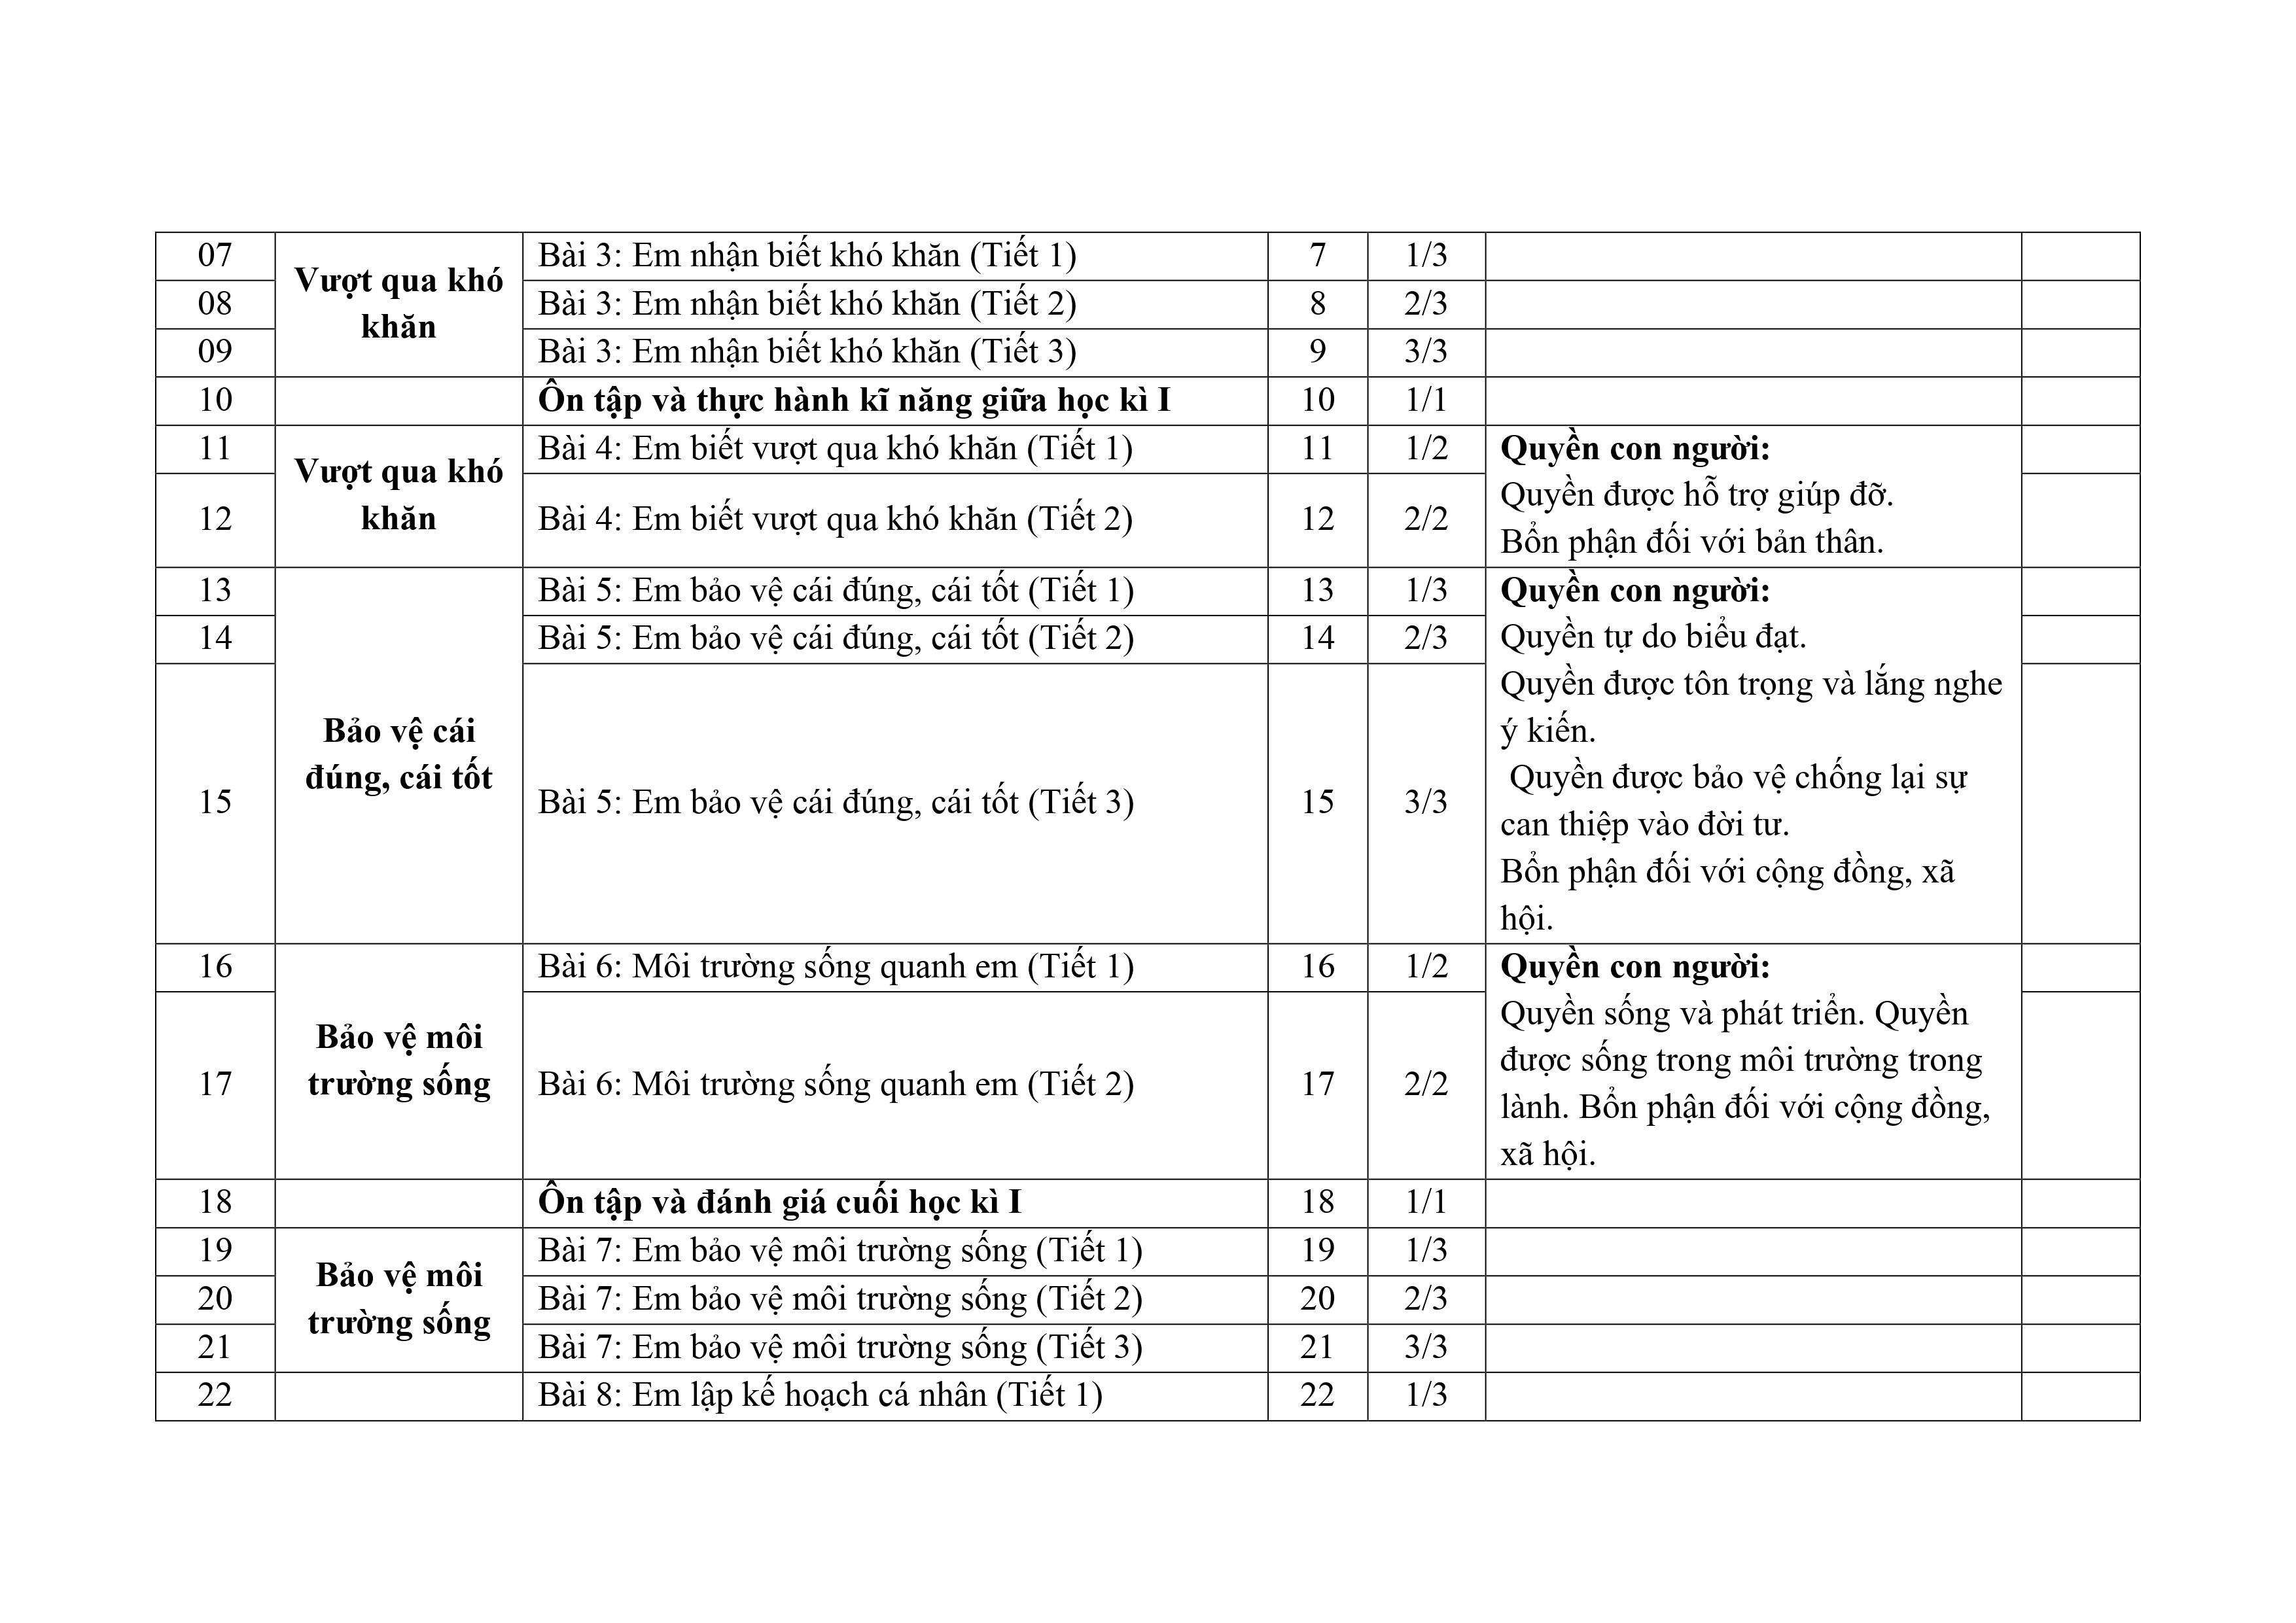 07 Vượt qua khó khăn Bài 3: Em nhận biết khó khăn (Tiết 1) 7 1/3
08 Bài 3: Em nhận biết khó khăn (Tiết 2) 8 2/3
09 Bài 3: Em nhận biết khó khăn (Tiết 3) 9 3/3
10 Ôn tập và thực hành kĩ năng giữa học kì I 10 1/1
11 Vượt qua khó khăn Bài 4: Em biết vượt qua khó khăn (Tiết 1) 11 1/2
12 Bài 4: Em biết vượt qua khó khăn (Tiết 2) 12 2/2
Quyền con người:
Quyền được hỗ trợ giúp đỡ.
Bổn phận đối với bản thân.
13 Bảo vệ cái đúng, cái tốt Bài 5: Em bảo vệ cái đúng, cái tốt (Tiết 1) 13 1/3
14 Bài 5: Em bảo vệ cái đúng, cái tốt (Tiết 2) 14 2/3
15 Bài 5: Em bảo vệ cái đúng, cái tốt (Tiết 3) 15 3/3
Quyền con người:
Quyền tự do biểu đạt.
Quyền được tôn trọng và lắng nghe
ý kiến.
Quyền được bảo vệ chống lại sự
can thiệp vào đời tư.
Bổn phận đối với cộng đồng, xã
hội.
16 Bảo vệ môi trường sống Bài 6: Môi trường sống quanh em (Tiết 1) 16 1/2
17 Bài 6: Môi trường sống quanh em (Tiết 2) 17 2/2
Quyền con người:
Quyền sống và phát triển. Quyền
được sống trong môi trường trong
lành. Bổn phận đối với cộng đồng,
xã hội.
18 Ôn tập và đánh giá cuối học kì I 18 1/1
19 Bảo vệ môi trường sống Bài 7: Em bảo vệ môi trường sống (Tiết 1) 19 1/3
20 Bài 7: Em bảo vệ môi trường sống (Tiết 2) 20 2/3
21 Bài 7: Em bảo vệ môi trường sống (Tiết 3) 21 3/3
22 Bài 8: Em lập kế hoạch cá nhân (Tiết 1) 22 1/3